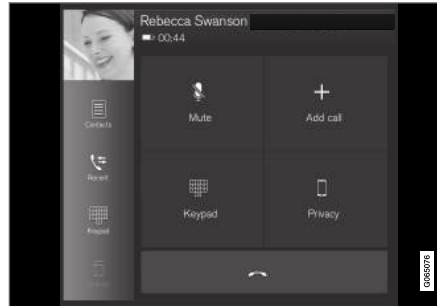 Rebecca Swanson
00:44
Contacts
Recent
Keypad
Mute
Add call
Keypad
Privacy
G065076